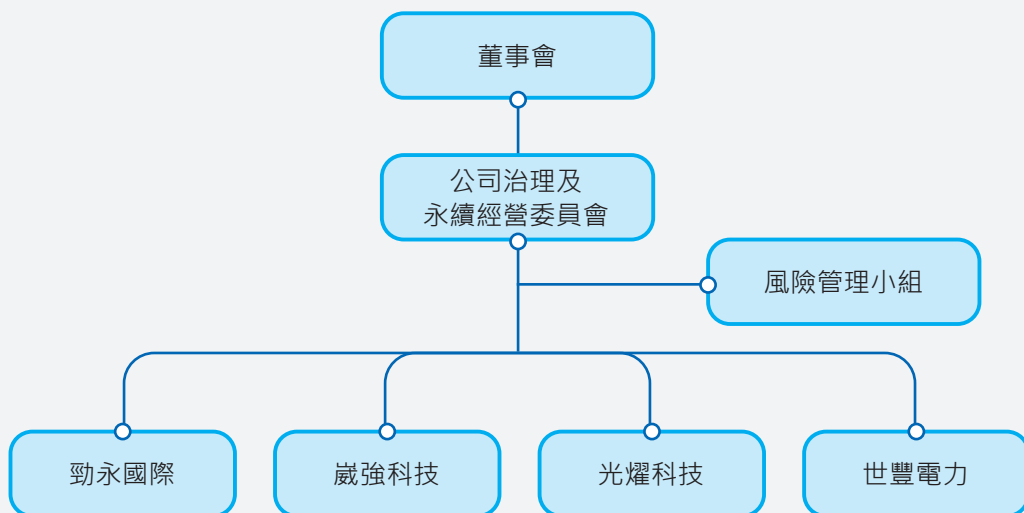 董事會
公司治理及
永續經營委員會
風險管理小組
勁永國際
崴強科技
光燿科技
世豐電力